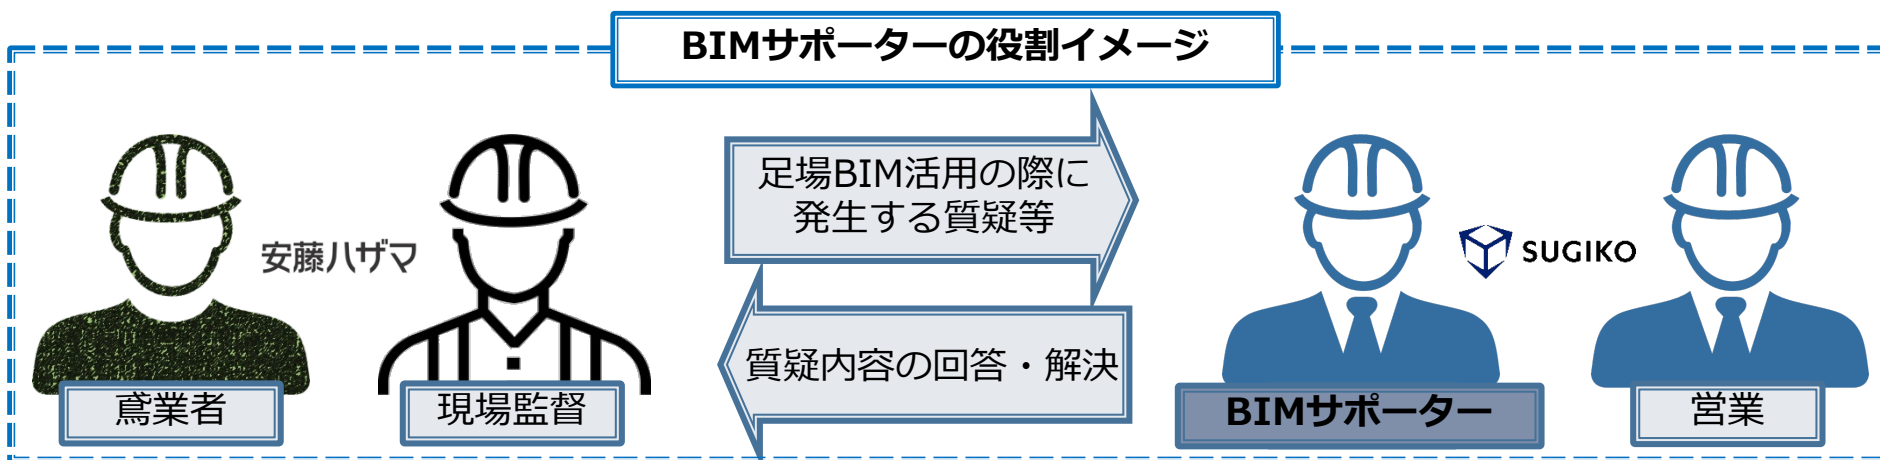 BIMサポーターの役割イメージ
安藤ハザマ
足場BIM活用の際に
発生する質疑等
質疑内容の回答・解決
SUGIKO
鳶業者
現場監督
BIMサポーター
営業